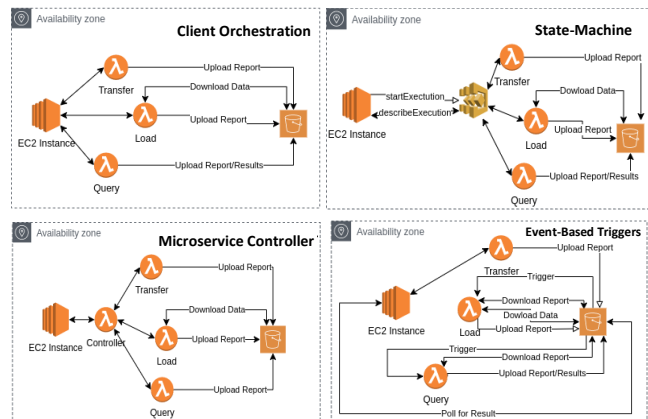 Availability zone
Client Orchestration
Upload Report
Transfer
Download Data
Upload Report
EC2 Instance
Load
Upload Report/Results
Query
Availability zone
State-Machine
Upload Report
Transfer
startExectution
describeExecution
Dowload Data
Upload Report
EC2 Instance
Load
Upload Report/Results
Query
Availability zone
Microservice Controller
Upload Report
Transfer
Download Data
EC2 Instance
Controller
Upload Report
Load
Upload Report
Query
Availability zone
Event-Based Triggers
Upload Report
Transfer
Trigger
Download Report
EC2 Instance
Dowload Data
Load
Upload Report
Trigger
Download Report
Upload Report/Results
Query
Poll for Result